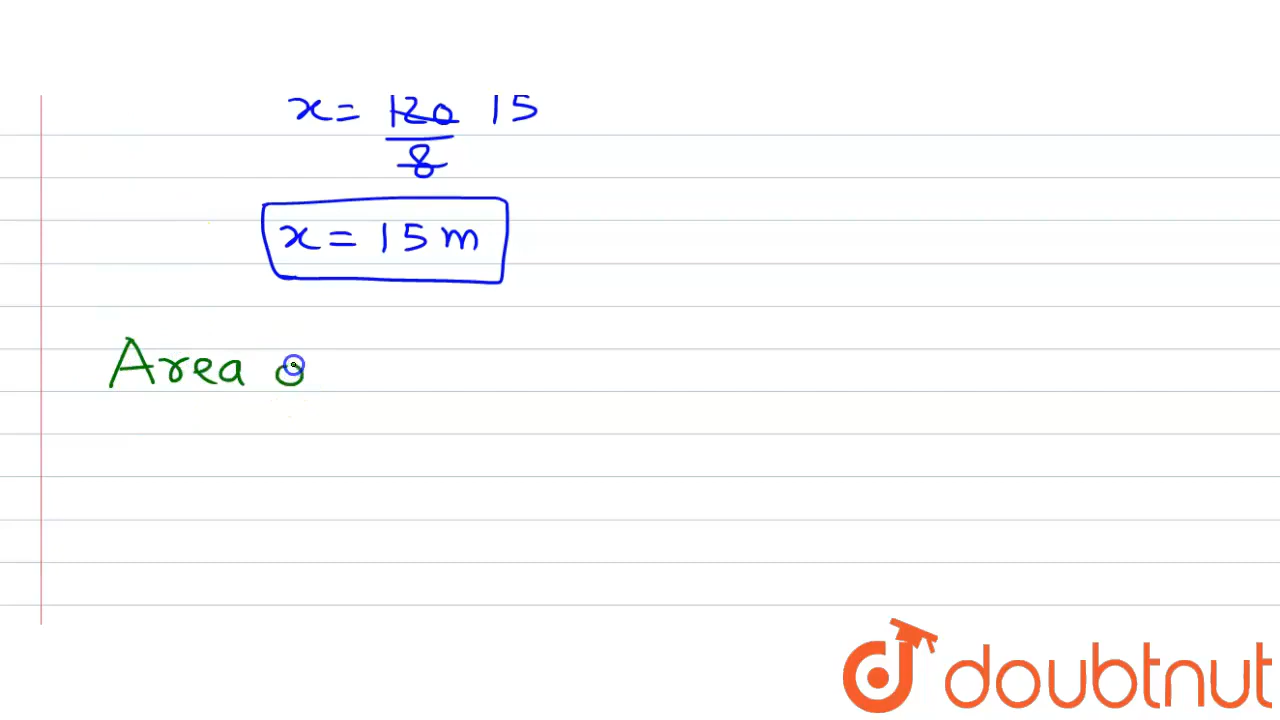 x = 120 15
8
x = 15 m
Area o
doubtnut